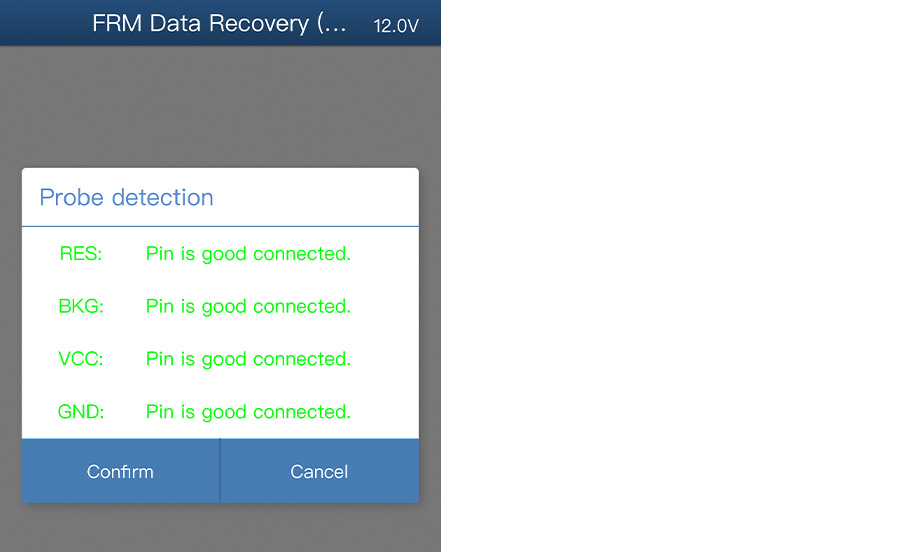 FRM Data Recovery (... 12.0V
Probe detection
RES: Pin is good connected.
BKG: Pin is good connected.
VCC: Pin is good connected.
GND: Pin is good connected.
Confirm Cancel